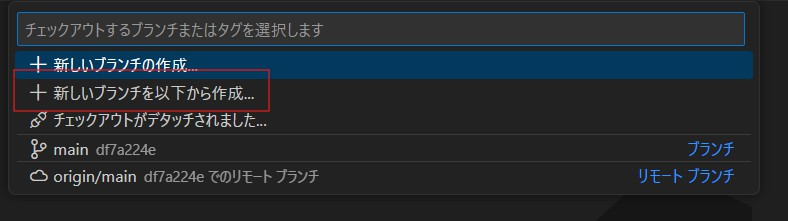 チェックアウトするブランチまたはタグを選択します
新しいブランチの作成...
新しいブランチを以下から作成...
チェックアウトがデタッチされました...
main df7a224e ブランチ
origin/main df7a224e でのリモート ブランチ リモート ブランチ